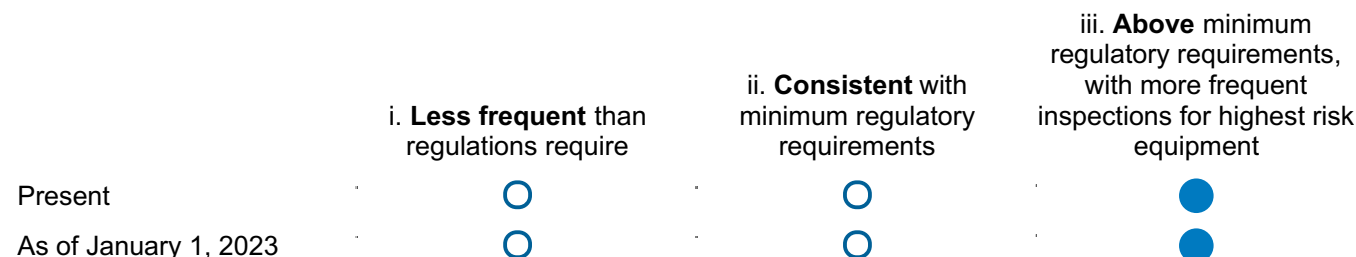 iii. Above minimum
regulatory requirements,
ii. Consistent with
with more frequent
i. Less frequent than
minimum regulatory
inspections for highest risk
regulations require
requirements
equipment
Present
As of January 1, 2023